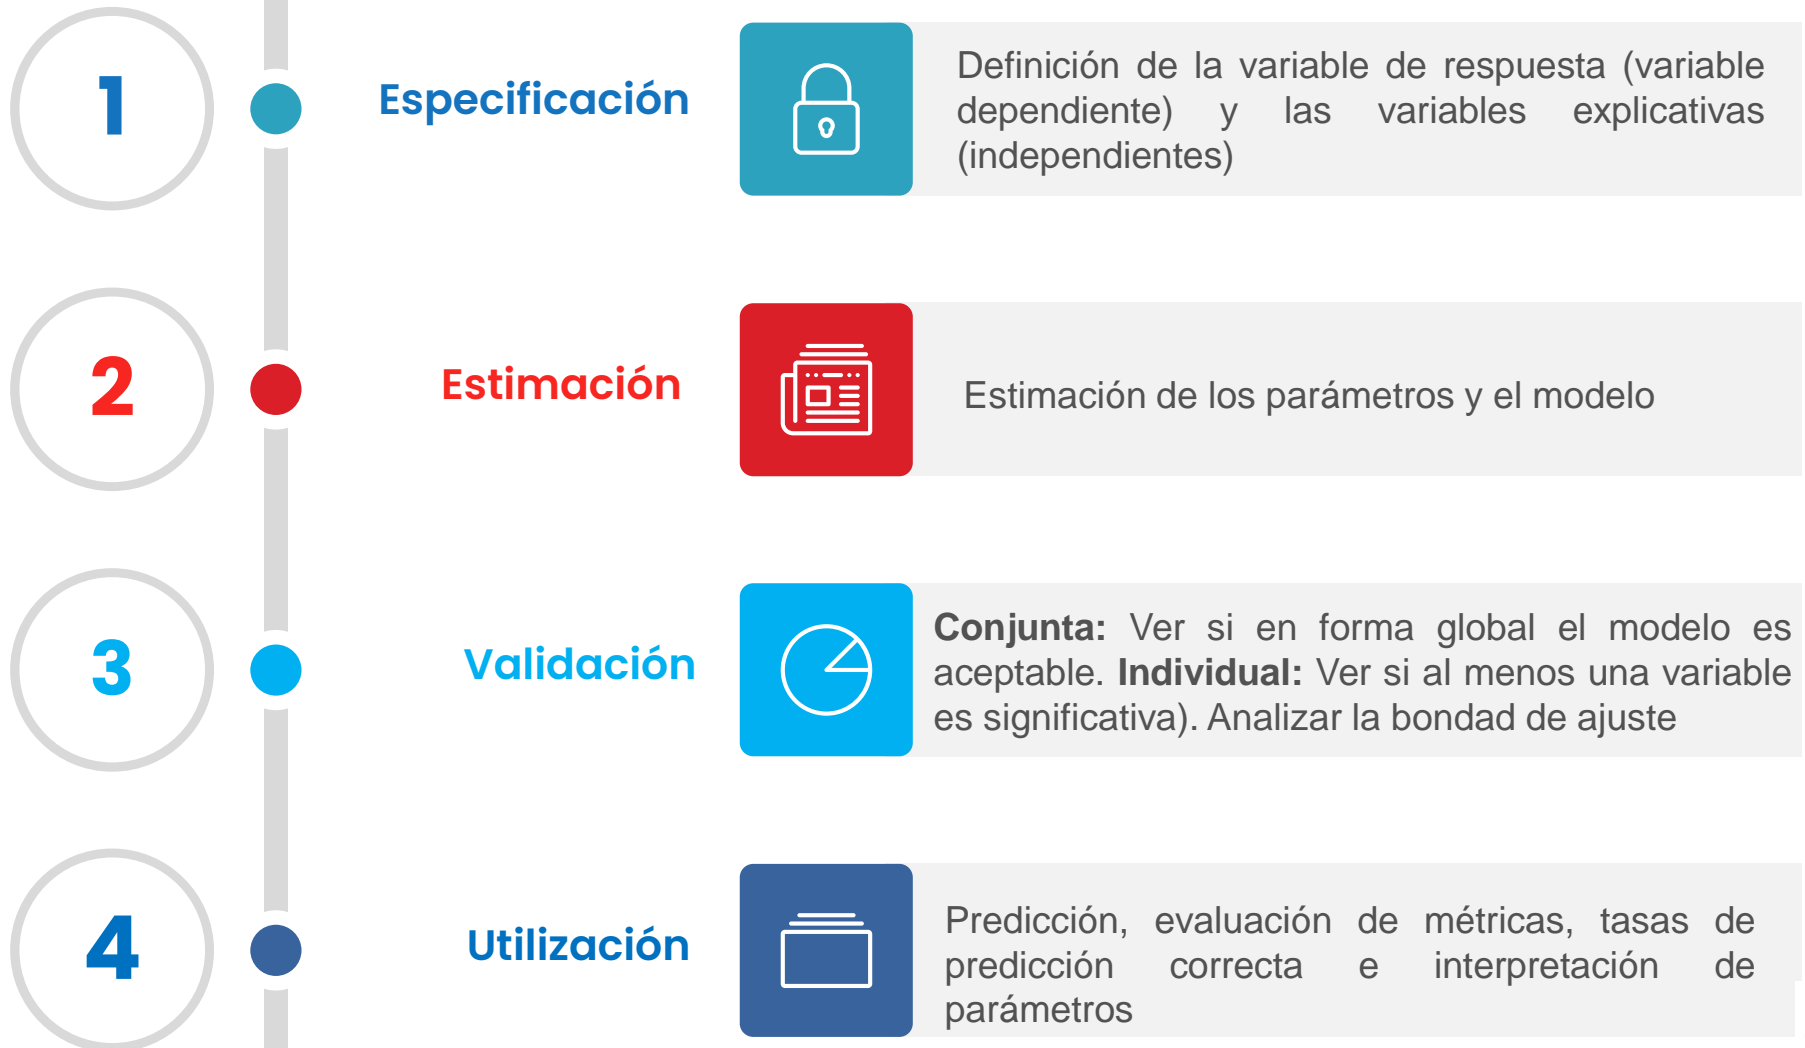 1
Especificación
Definición de la variable de respuesta (variable
dependiente) y las variables explicativas
(independientes)
2
Estimación
Estimación de los parámetros y el modelo
3
Validación
Conjunta: Ver si en forma global el modelo es
aceptable. Individual: Ver si al menos una variable
es significativa). Analizar la bondad de ajuste
4
Utilización
Predicción, evaluación de métricas, tasas de
predicción correcta e interpretación de
parámetros